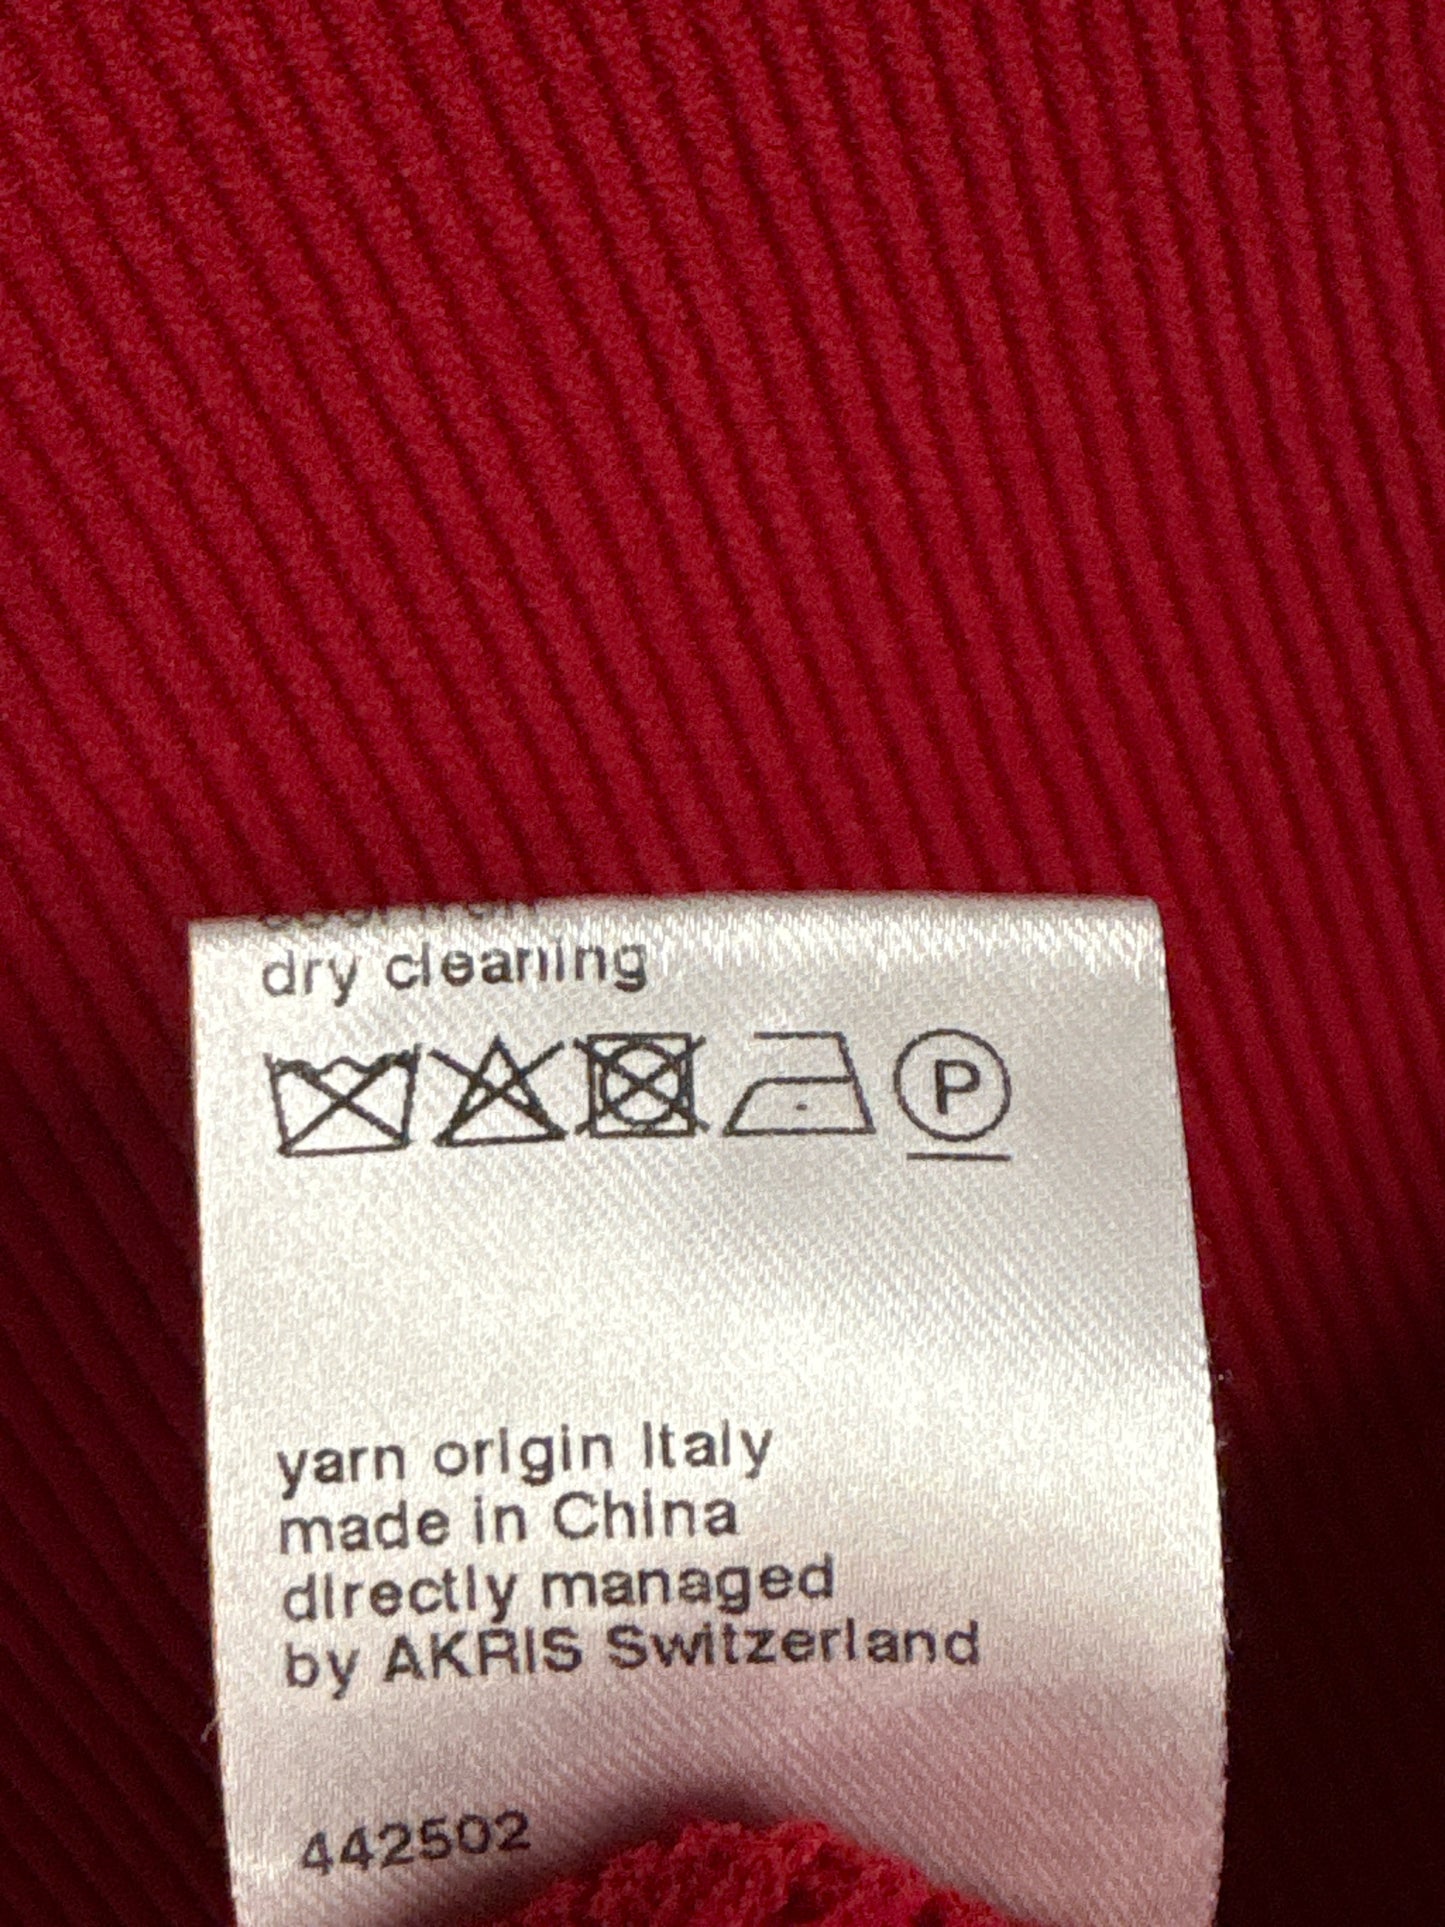 dry cleaning
P
yarn origin Italy
made in China
directly managed
by AKRIS Switzerland
442502